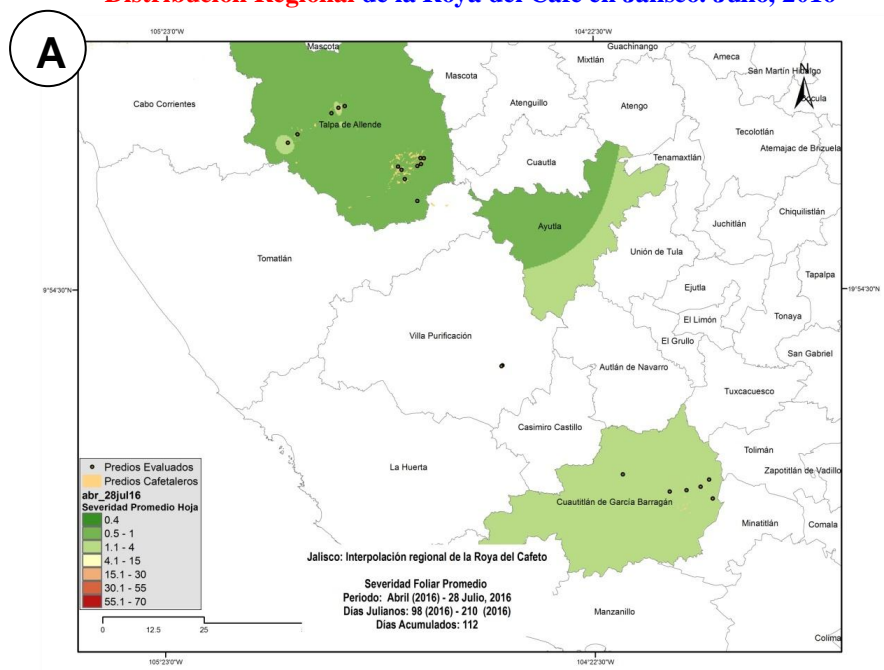 Distribución Regional de la Roya del Café en Jalisco. Julio, 2016
A
105°23'0"W
104°22'30"W
Mascota
Guachinango
Mixtlán
Ameca
San Martín Hidalgo
N
Cocula
Mascota
Cabo Corrientes
Atenguillo
Atengo
Talpa de Allende
Tecolotlán
Atemajac de Brizuela
Cuautla
Tenamaxtlán
Ayutla
Juchitlán
Chiquilistlán
Tomatlán
Unión de Tula
Tapalpa
9°54'30"N
Ejutla
19°54'30"N
El Limón
Tonaya
Villa Purificación
El Grullo
San Gabriel
Autlán de Navarro
Tuxcacuesco
Casimiro Castillo
Tolimán
La Huerta
Zapotitlán de Vadillo
Cuautitlán de García Barragán
Minatitlán
Comala
Predios Evaluados
Predios Cafetaleros
abr_28jul16
Severidad Promedio Hoja
0.4
0.5 - 1
1.1 - 4
4.1 - 15
15.1 - 30
30.1 - 55
55.1 - 70
Jalisco: Interpolación regional de la Roya del Cafeto
Severidad Foliar Promedio
Periodo: Abril (2016) - 28 Julio, 2016
Días Julianos: 98 (2016) - 210 (2016)
Días Acumulados: 112
Manzanillo
Colima
0 12.5 25
105°23'0"W
104°22'30"W